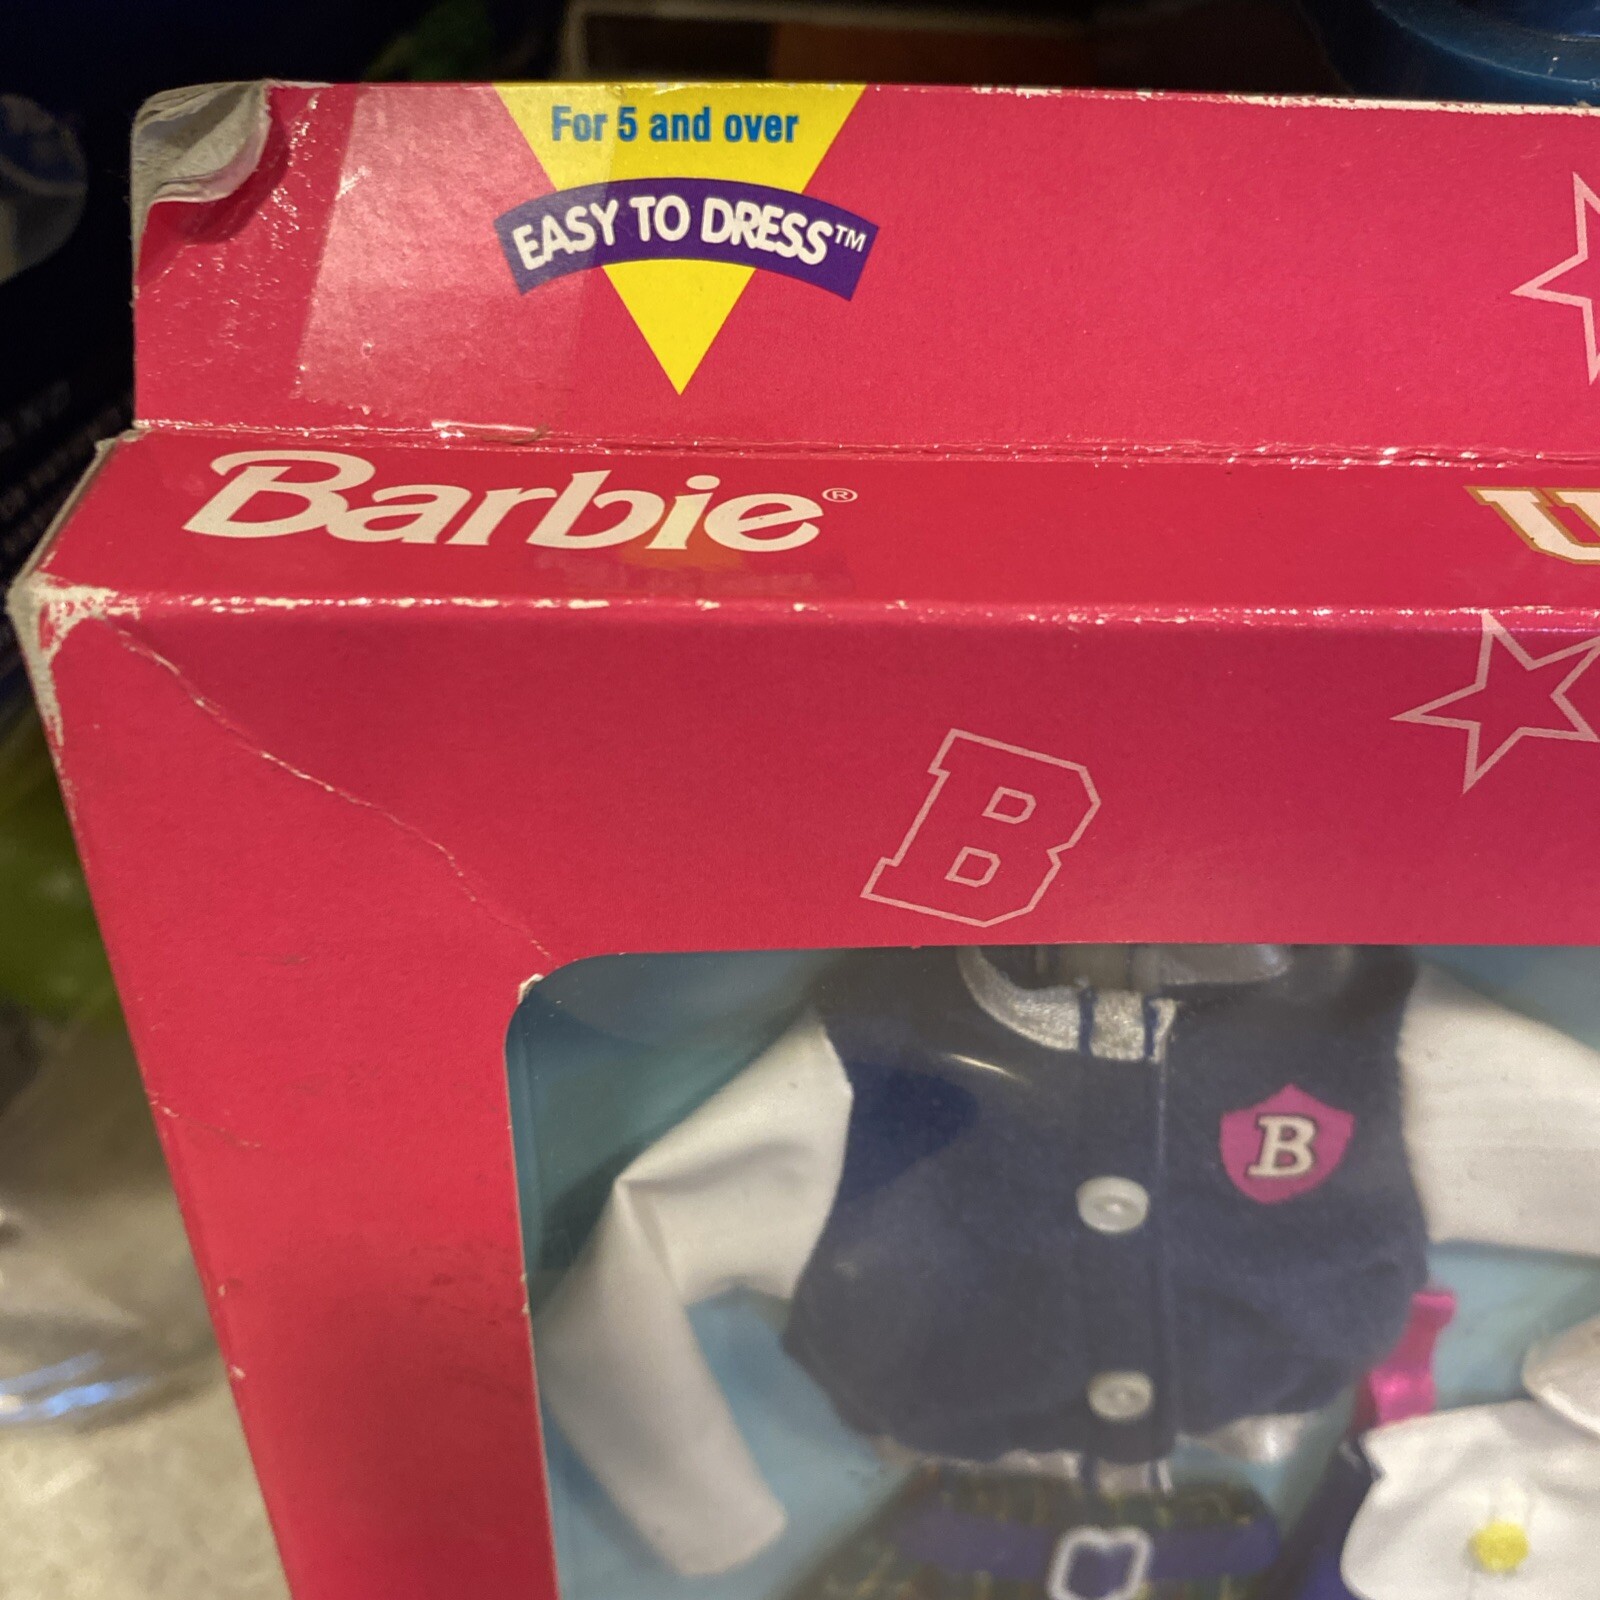 For 5 and over
EASY TO DRESS™
Barbie®
U
B
B